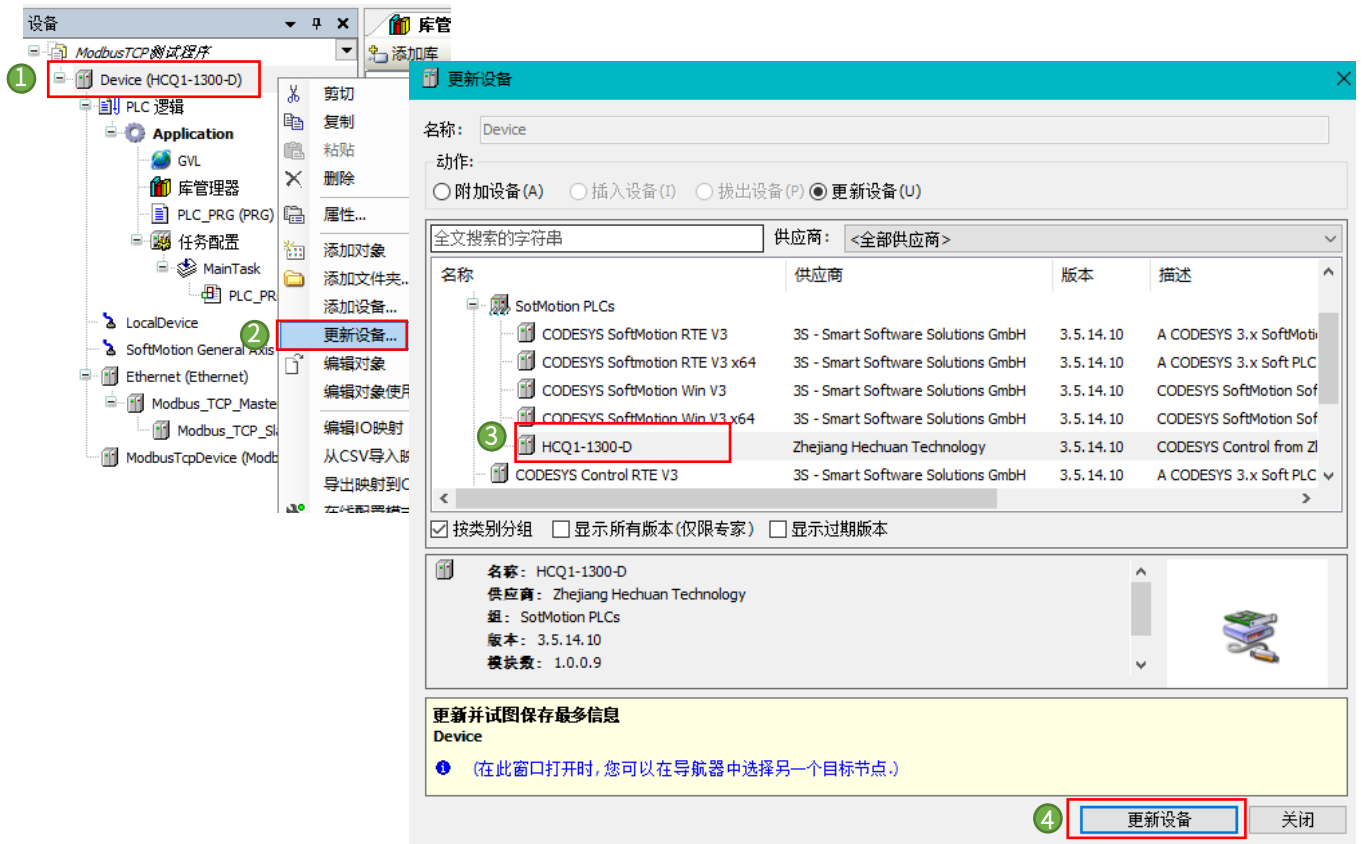 设备
库管
ModbusTCP测试程序
添加库
1
Device (HCQ1-1300-D)
PLC 逻辑
Application
GVL
库管理器
PLC_PRG (PRG)
任务配置
MainTask
PLC_PR
LocalDevice
SoftMotion General Axis
Ethernet (Ethernet)
Modbus_TCP_Maste
Modbus_TCP_Sl
ModbusTcpDevice (Modb
剪切
复制
粘贴
删除
属性...
添加对象
添加文件夹..
添加设备...
2
更新设备...
编辑对象
编辑对象使用
编辑IO映射
从CSV导入映
导出映射到C
在线配置模式
更新设备
名称: Device
动作:
附加设备(A) 插入设备(I) 拔出设备(P) 更新设备(U)
全文搜索的字符串 供应商: <全部供应商>
名称 供应商 版本 描述
SotMotion PLCs
CODESYS SoftMotion RTE V3 3S - Smart Software Solutions GmbH 3.5.14.10 A CODESYS 3.x SoftMoti
CODESYS Softmotion RTE V3 x64 3S - Smart Software Solutions GmbH 3.5.14.10 A CODESYS 3.x Soft PLC
CODESYS SoftMotion Win V3 3S - Smart Software Solutions GmbH 3.5.14.10 CODESYS SoftMotion Sof
CODESYS SoftMotion Win V3 x64 3S - Smart Software Solutions GmbH 3.5.14.10 CODESYS SoftMotion Sof
3
HCQ1-1300-D Zhejiang Hechuan Technology 3.5.14.10 CODESYS Control from Zl
CODESYS Control RTE V3 3S - Smart Software Solutions GmbH 3.5.14.10 A CODESYS 3.x Soft PLC
按类别分组 显示所有版本(仅限专家) 显示过期版本
名称: HCQ1-1300-D
供应商: Zhejiang Hechuan Technology
组: SotMotion PLCs
版本: 3.5.14.10
模块数: 1.0.0.9
更新并试图保存最多信息
Device
(在此窗口打开时,您可以在导航器中选择另一个目标节点.)
4
更新设备 关闭